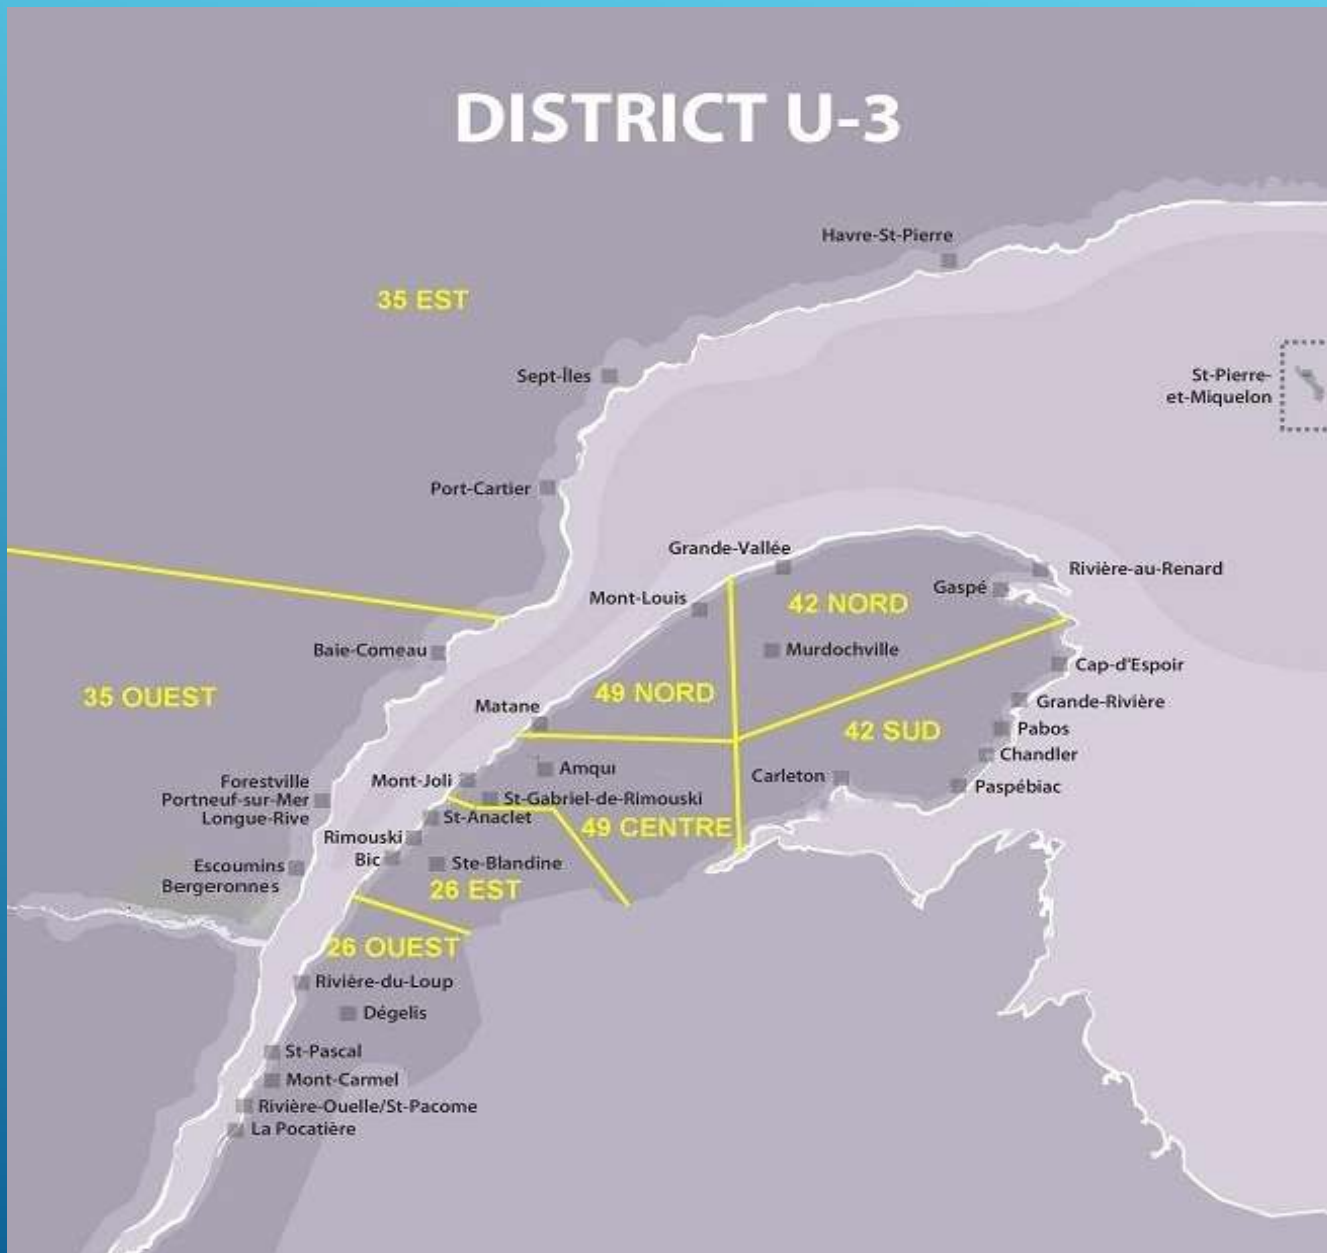 DISTRICT U-3
Havre-St-Pierre
35 EST
Sept-Îles
St-Pierre-
et-Miquelon
Port-Cartier
Grande-Vallée
Rivière-au-Renard
Gaspé
Mont-Louis
42 NORD
Baie-Comeau
Murdochville
Cap-d'Espoir
35 OUEST
49 NORD
Grande-Rivière
Matane
42 SUD
Pabos
Chandler
Amqui
Carleton
Mont-Joli
Paspébiac
Forestville
Portneuf-sur-Mer
Longue-Rive
St-Gabriel-de-Rimouski
St-Anaclet
49 CENTRE
Rimouski
Bic
Ste-Blandine
Escoumins
Bergeronnes
26 EST
26 OUEST
Rivière-du-Loup
Dégelis
St-Pascal
Mont-Carmel
Rivière-Ouelle/St-Pacome
La Pocatière